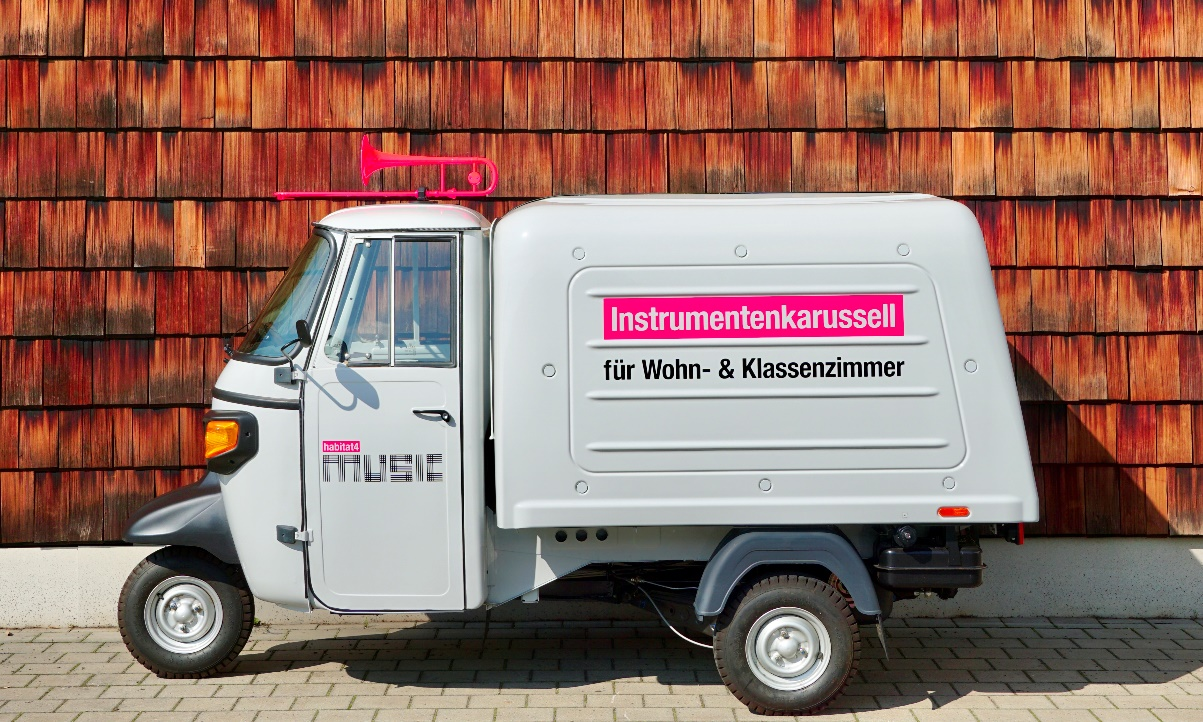 Instrumentenkarussell
für Wohn- & Klassenzimmer
habitat4
music